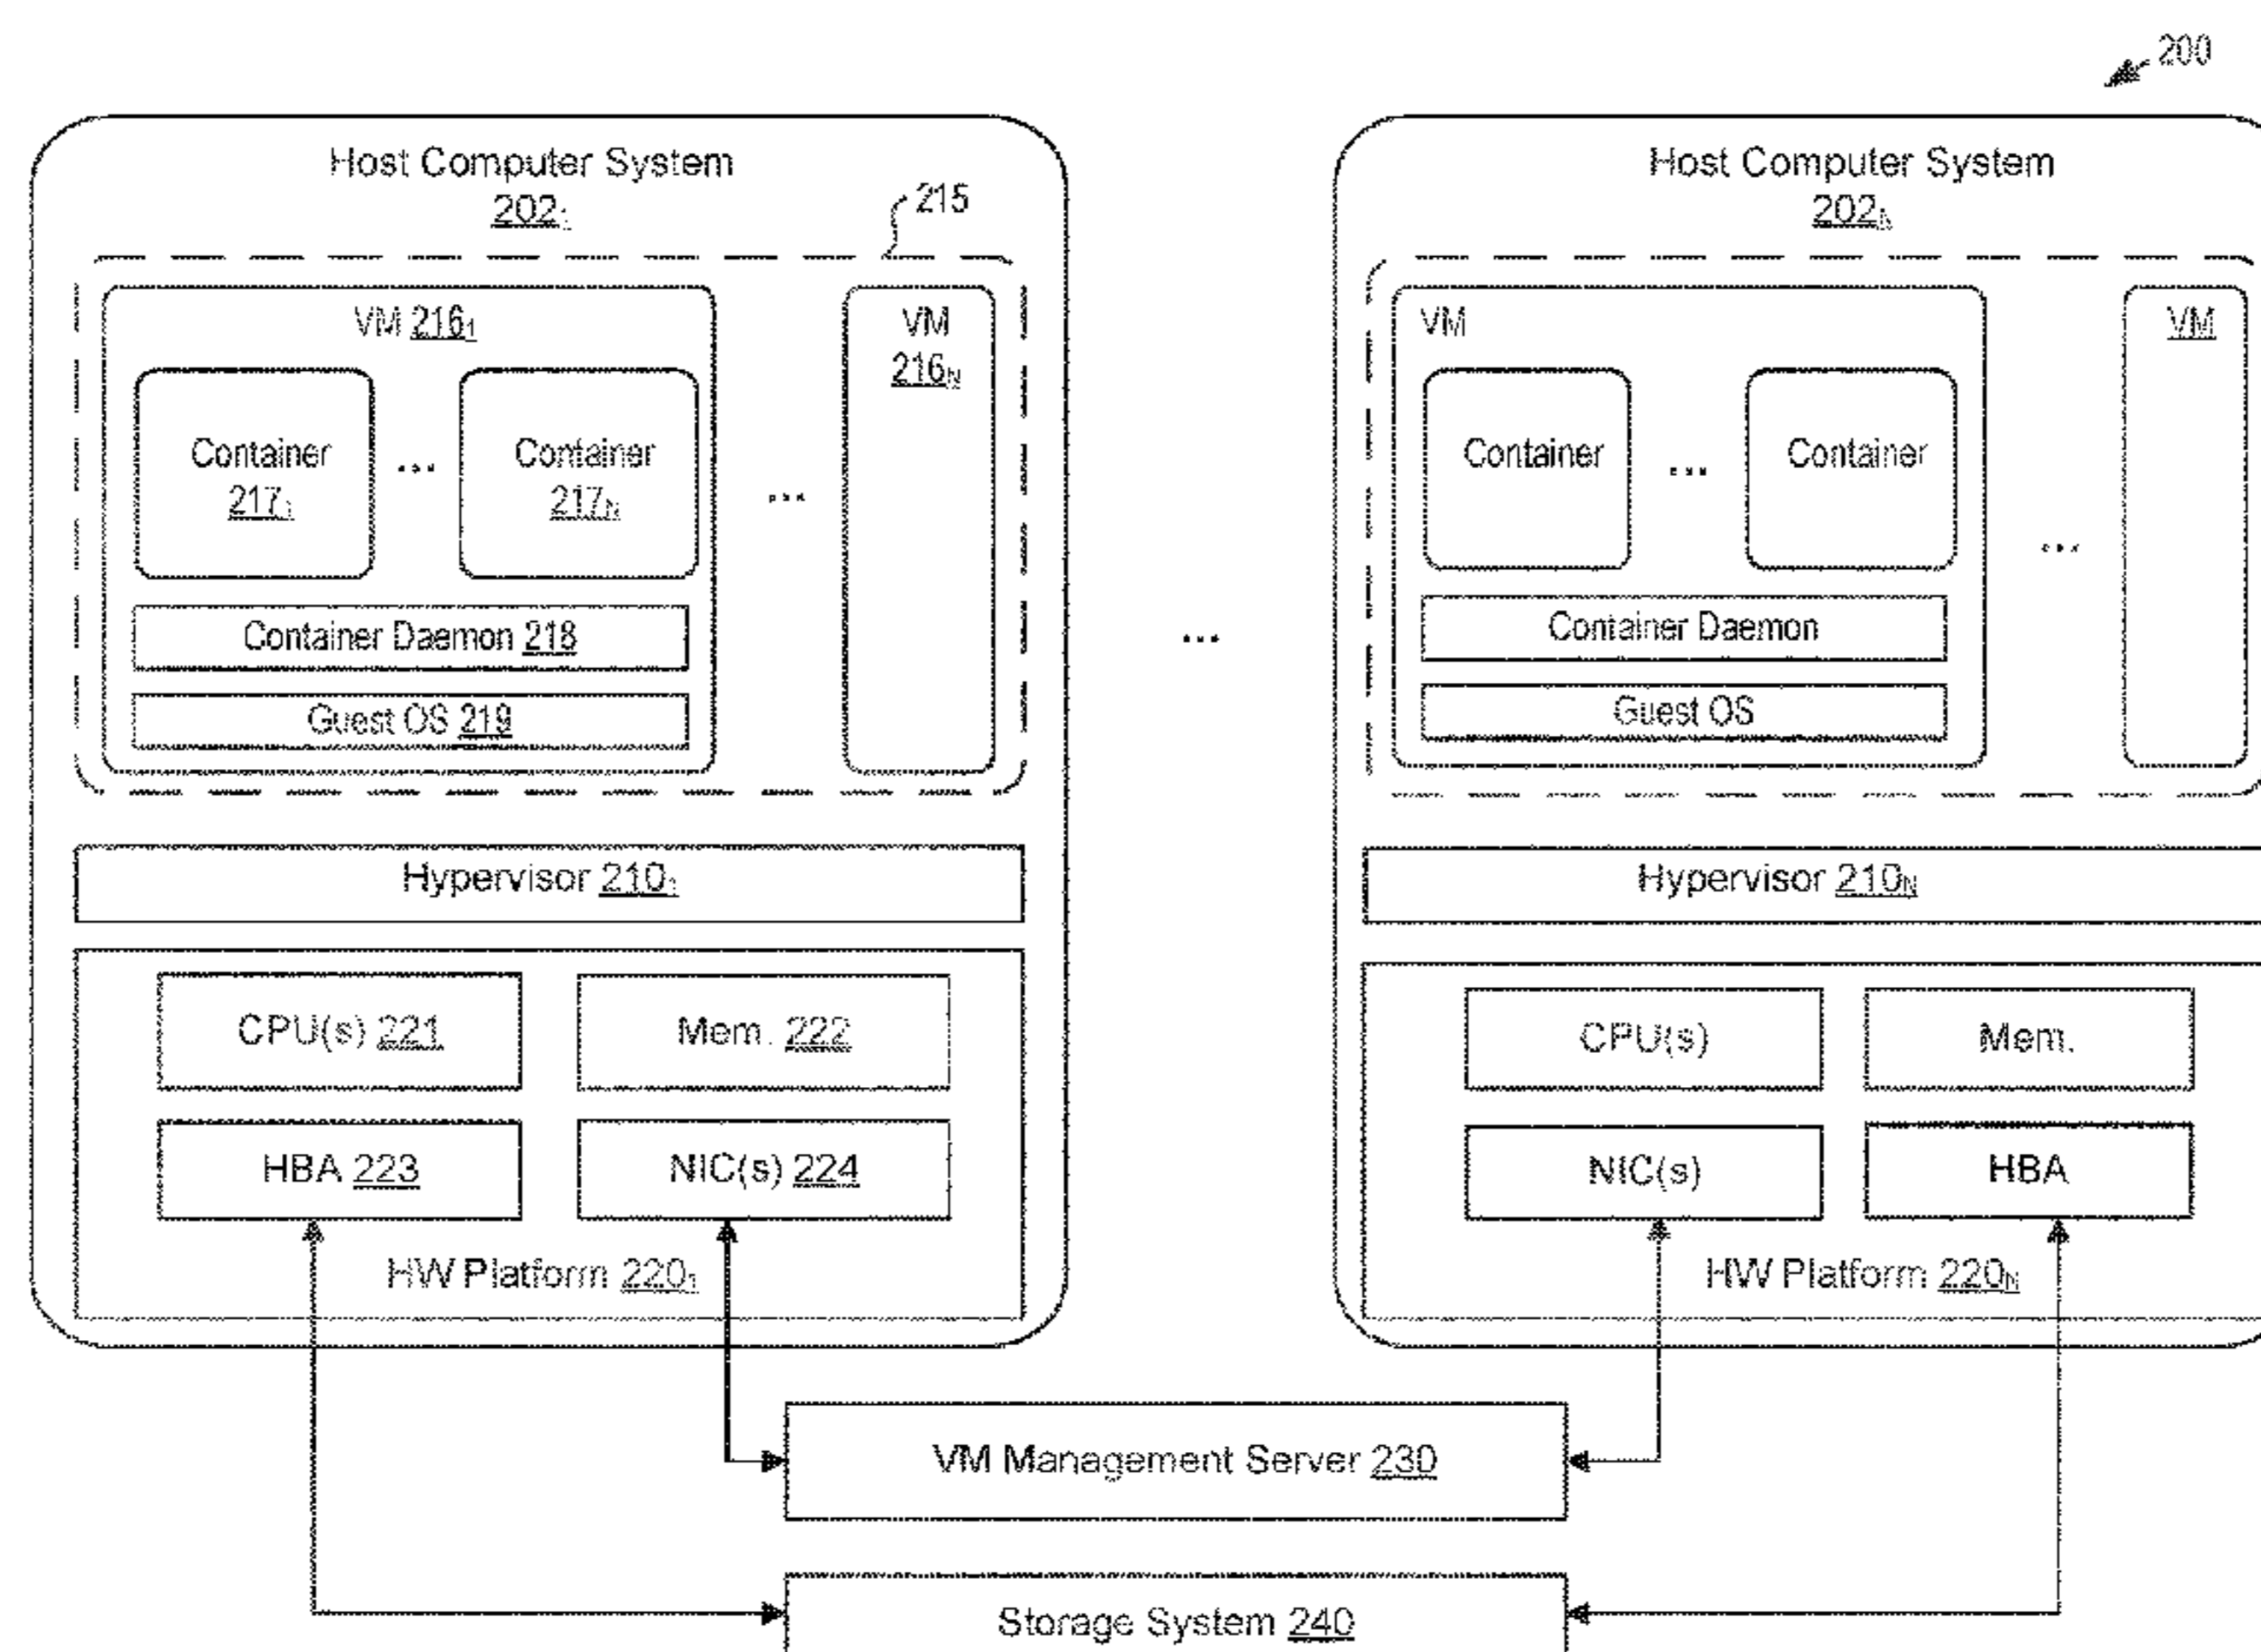 200
Host Computer System
202₁
215
VM 216₁
VM
216N
Container
217₁
...
Container
217N
...
Container Daemon 218
Guest OS 219
Hypervisor 210₁
CPU(s) 221
Mem. 222
HBA 223
NIC(s) 224
HW Platform 220₁
...
Host Computer System
202N
VM
VM
Container
...
Container
...
Container Daemon
Guest OS
Hypervisor 210N
CPU(s)
Mem.
NIC(s)
HBA
HW Platform 220N
VM Management Server 230
Storage System 240